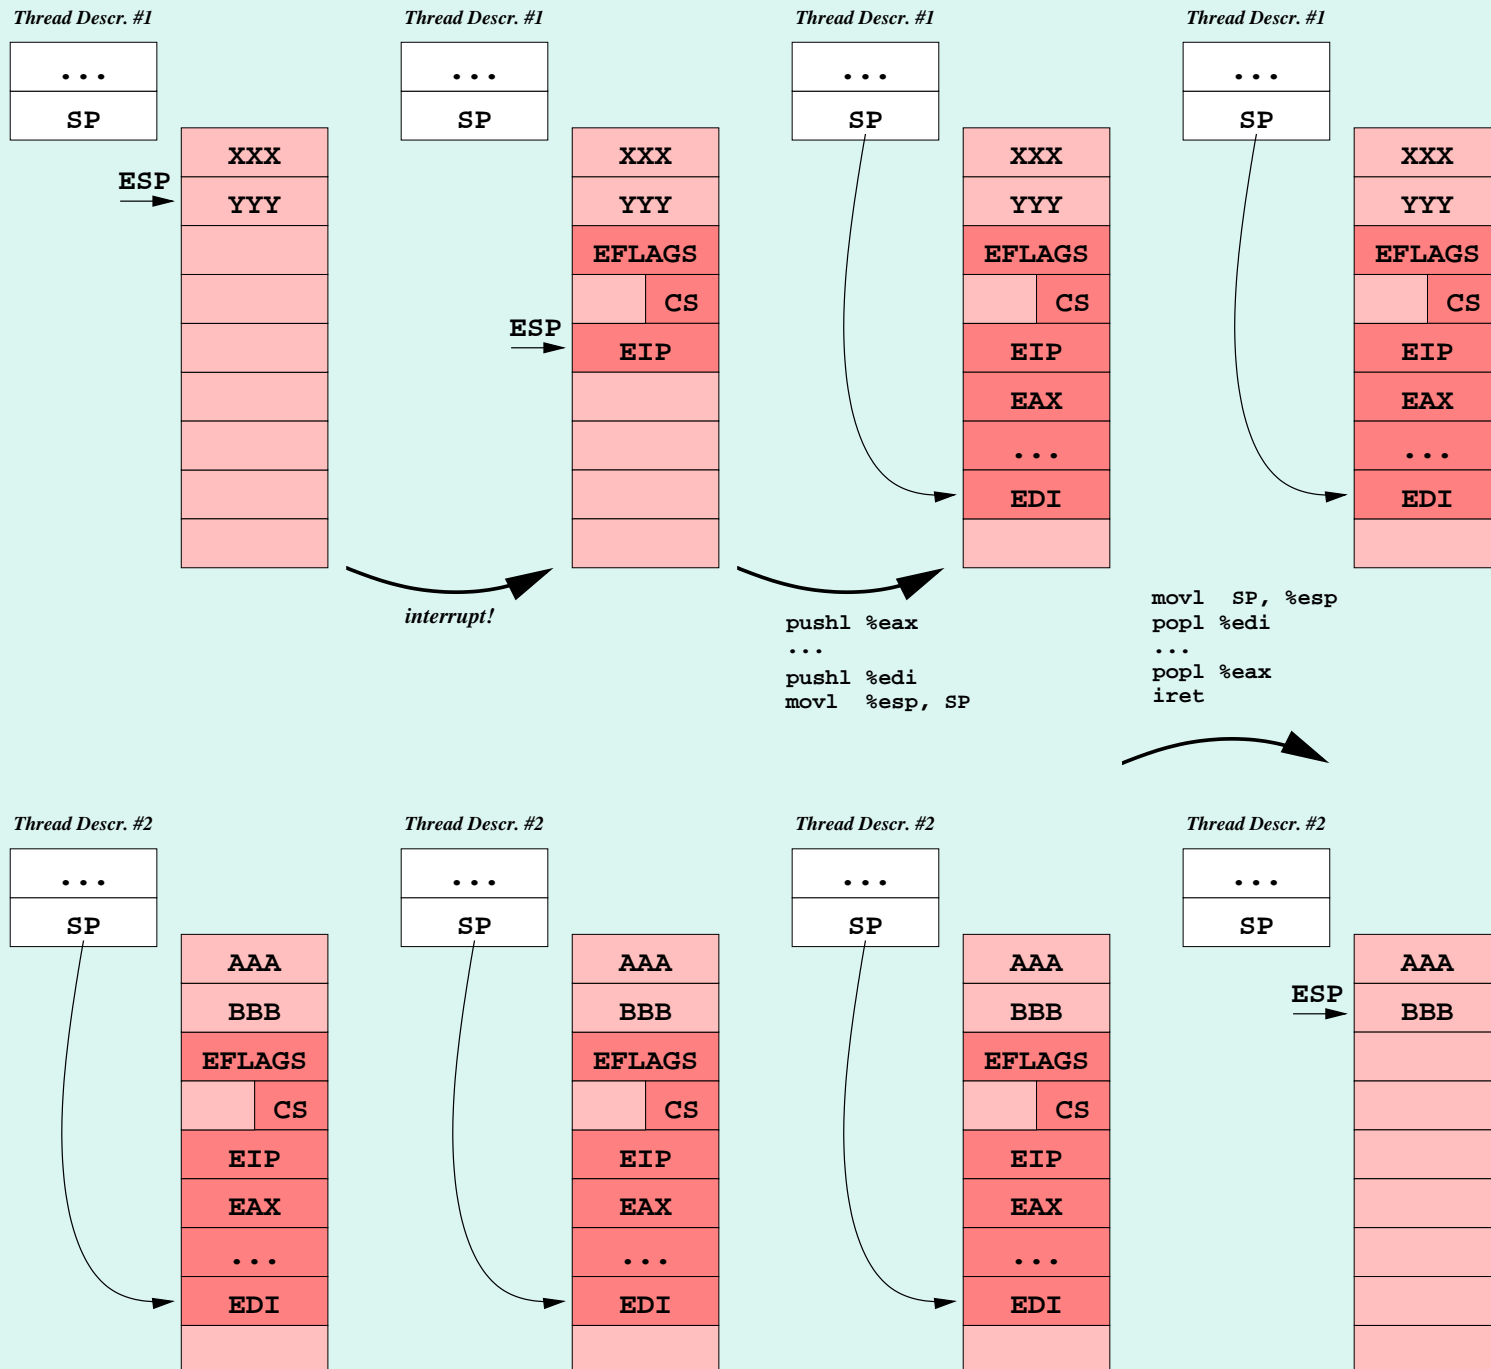 Thread Descr. #1
...
SP
ESP
XXX
YYY
Thread Descr. #1
...
SP
ESP
XXX
YYY
EFLAGS
CS
EIP
Thread Descr. #1
...
SP
XXX
YYY
EFLAGS
CS
EIP
EAX
...
EDI
Thread Descr. #1
...
SP
XXX
YYY
EFLAGS
CS
EIP
EAX
...
EDI
interrupt!
pushl %eax
...
pushl %edi
movl %esp, SP
movl SP, %esp
popl %edi
...
popl %eax
iret
Thread Descr. #2
...
SP
AAA
BBB
EFLAGS
CS
EIP
EAX
...
EDI
Thread Descr. #2
...
SP
AAA
BBB
EFLAGS
CS
EIP
EAX
...
EDI
Thread Descr. #2
...
SP
AAA
BBB
EFLAGS
CS
EIP
EAX
...
EDI
Thread Descr. #2
...
SP
ESP
AAA
BBB